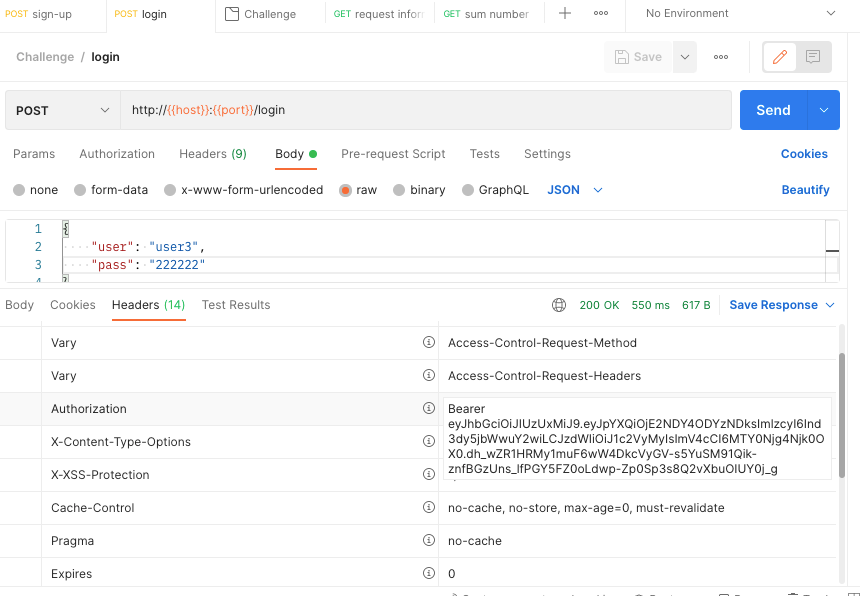 POST sign-up
POST login
Challenge
GET request infor
GET sum number
No Environment
Challenge / login
Save
POST
http://{{host}}:{{port}}/login
Send
Params
Authorization
Headers (9)
Body
Pre-request Script
Tests
Settings
Cookies
none
form-data
x-www-form-urlencoded
raw
binary
GraphQL
JSON
Beautify
1 {
2 "user": "user3",
3 "pass": "222222"
4 }
Body
Cookies
Headers (14)
Test Results
200 OK
550 ms
617 B
Save Response
Vary
Access-Control-Request-Method
Vary
Access-Control-Request-Headers
Authorization
Bearer
eyJhbGciOiJIUzUxMiJ9.eyJpYXQiOjE2NDY4ODYzNDksImlzcyI6Ind
3dy5jbWwuY2wiLCJzdWIiOiJ1c2VyMyIsImV4cCI6MTY0Njg4Njk0O
X0.dh_wZR1HRMy1muF6wW4DkcVyGV-s5YuSM91Qik-
znfBGzUns_IfPGY5FZ0oLdwp-Zp0Sp3s8Q2vXbuOIUY0j_g
X-Content-Type-Options
X-XSS-Protection
Cache-Control
no-cache, no-store, max-age=0, must-revalidate
Pragma
no-cache
Expires
0